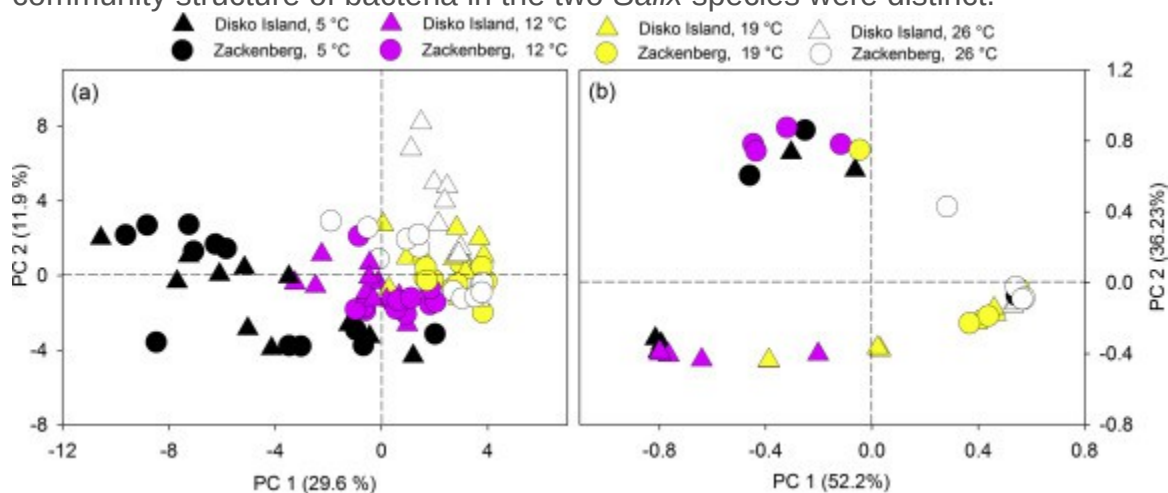 community structure of bacteria in the two Salix species were distinct.
Disko Island, 5 °C Disko Island, 12 °C Disko Island, 19 °C Disko Island, 26 °C
Zackenberg, 5 °C Zackenberg, 12 °C Zackenberg, 19 °C Zackenberg, 26 °C
(a) (b)
PC 2 (11.9 %)
8
4
0
-4
-8
-12 -8 -4 0 4
PC 1 (29.6 %)
1.2
0.8
0.4
0.0
-0.4
-0.8
PC 2 (36.23%)
-0.8 -0.4 0.0 0.4 0.8
PC 1 (52.2%)